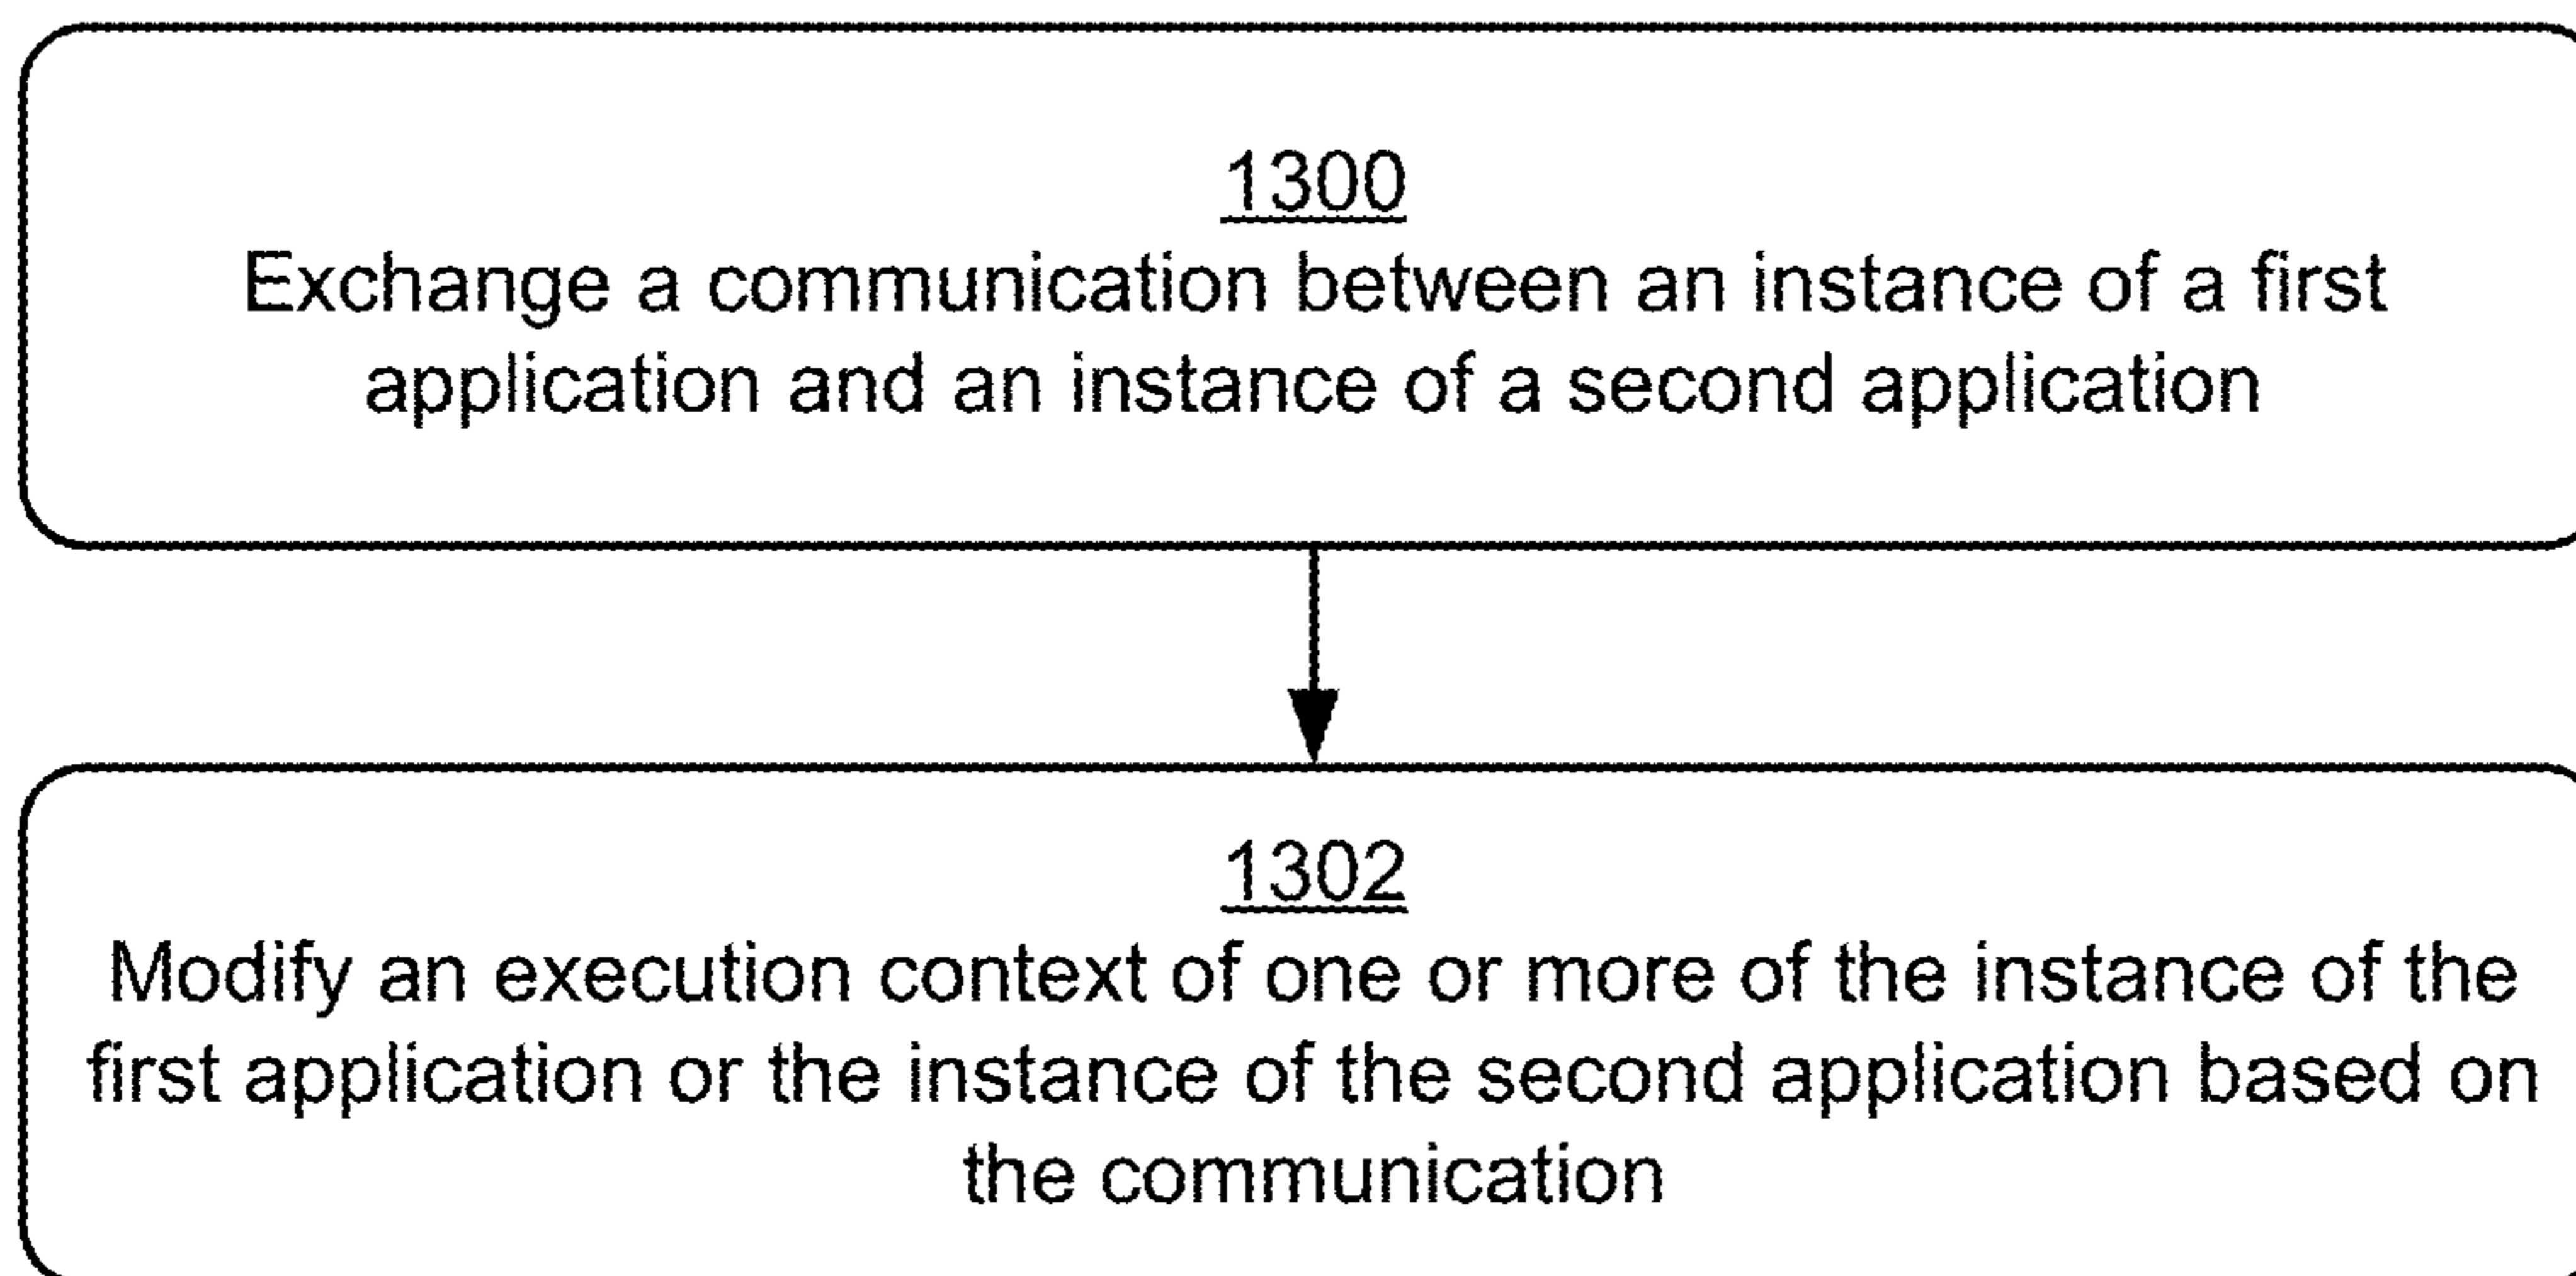 1300
Exchange a communication between an instance of a first
application and an instance of a second application
1302
Modify an execution context of one or more of the instance of the
first application or the instance of the second application based on
the communication